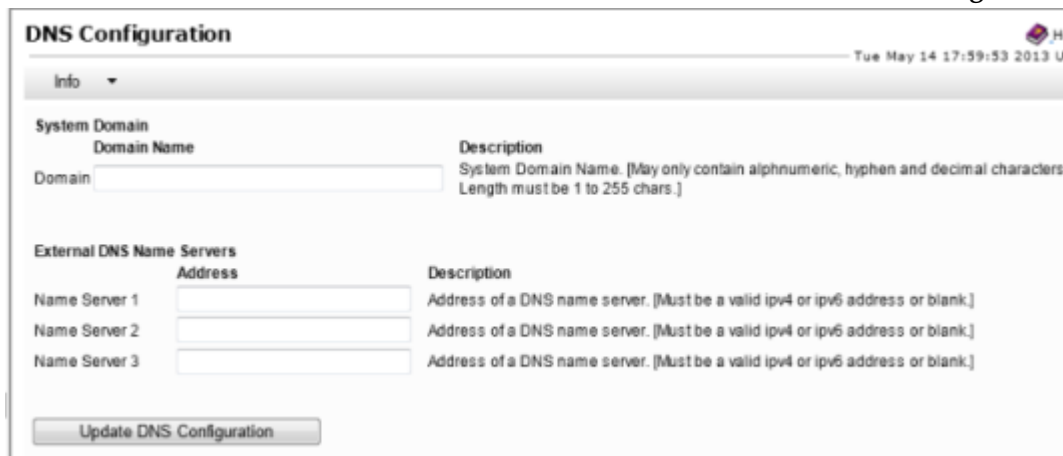 DNS Configuration
H
Tue May 14 17:59:53 2013 U
Info
System Domain
Domain Name Description
Domain System Domain Name. [May only contain alphnumeric, hyphen and decimal characters
Length must be 1 to 255 chars.]
External DNS Name Servers
Address Description
Name Server 1 Address of a DNS name server. [Must be a valid ipv4 or ipv6 address or blank.]
Name Server 2 Address of a DNS name server. [Must be a valid ipv4 or ipv6 address or blank.]
Name Server 3 Address of a DNS name server. [Must be a valid ipv4 or ipv6 address or blank.]
Update DNS Configuration